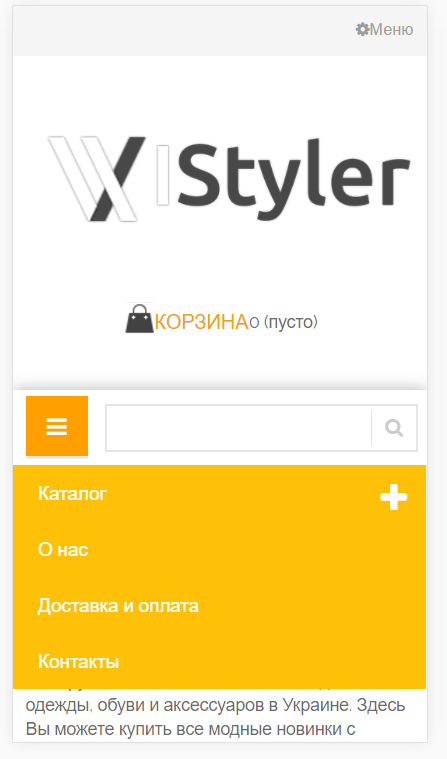 Меню
Styler
КОРЗИНА0 (пусто)
Каталог
О нас
Доставка и оплата
Контакты
одежды, обуви и аксессуаров в Украине. Здесь
Вы можете купить все модные новинки с